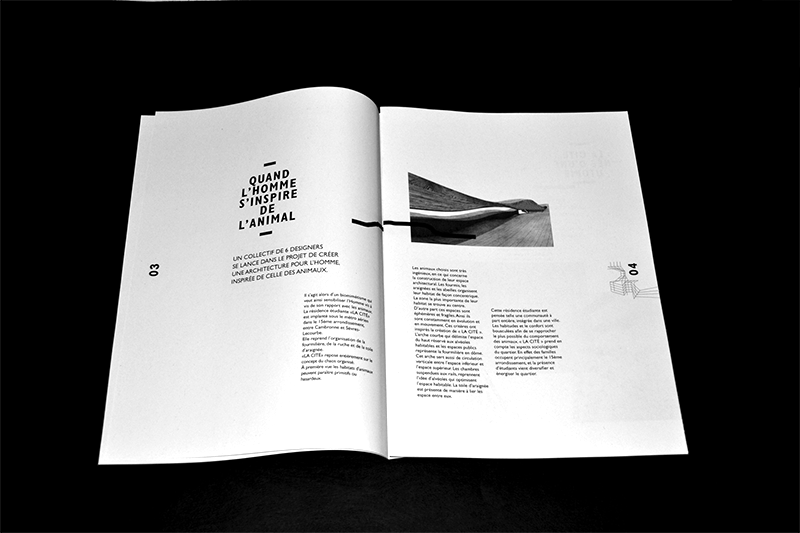 QUAND
L'HOMME
S'INSPIRE
DE
L'ANIMAL
UN COLLECTIF DE 6 DESIGNERS
SE LANCE DANS LE PROJET DE CRÉER
UNE ARCHITECTURE POUR L'HOMME,
INSPIRÉE DE CELLE DES ANIMAUX.
03
Il s'agit alors d'un biomimétisme qui
veut ainsi sensibiliser l'Homme vis à
vis de son rapport avec les animaux.
La résidence étudiante «LA CITÉ»
est implanté sous le métro aérien
dans le 15ème arrondissement,
entre Cambronne et Sèvres-
Lecourbe.
Elle reprend l'organisation de la
fourmilière, de la ruche et de la toile
d'araignée.
«LA CITÉ» repose entièrement sur le
concept du chaos organisé.
À première vue les habitats d'animaux
peuvent paraître primitifs ou
hasardeux.
Les animaux choisis sont très
ingénieux, en ce qui concerne
la construction de leur espace
architectural. Les fourmis, les
araignées et les abeilles organisent
leur habitat de façon concentrique.
La zone la plus importante de leur
habitat se trouve au centre.
D'autre part ces espaces sont
éphémères et fragiles. Ainsi ils
sont constamment en évolution et
en mouvement. Ces critères ont
inspirés la création de « LA CITÉ ».
L'arche courbe qui délimite l'espace
du haut réservé aux alvéoles
habitables et les espaces publics
représente la fourmilière en dôme.
Cet arche sert aussi de circulation
verticale entre l'espace inférieur et
l'espace supérieur. Les chambres
suspendues aux rails, reprennent
l'idée d'alvéoles qui optimisent
l'espace habitable. La toile d'araignée
est présente de manière à lier les
espace entre eux.
Cette résidence étudiante est
pensée telle une communauté à
part entière, intégrée dans une ville.
Les habitudes et le confort sont
bousculées afin de se rapprocher
le plus possible du comportement
des animaux. « LA CITÉ » prend en
compte les aspects sociologiques
du quartier. En effet des familles,
occupent principalement le 15ème
arrondissement, et la présence
d'étudiants vient diversifier et
énergiser le quartier.
04